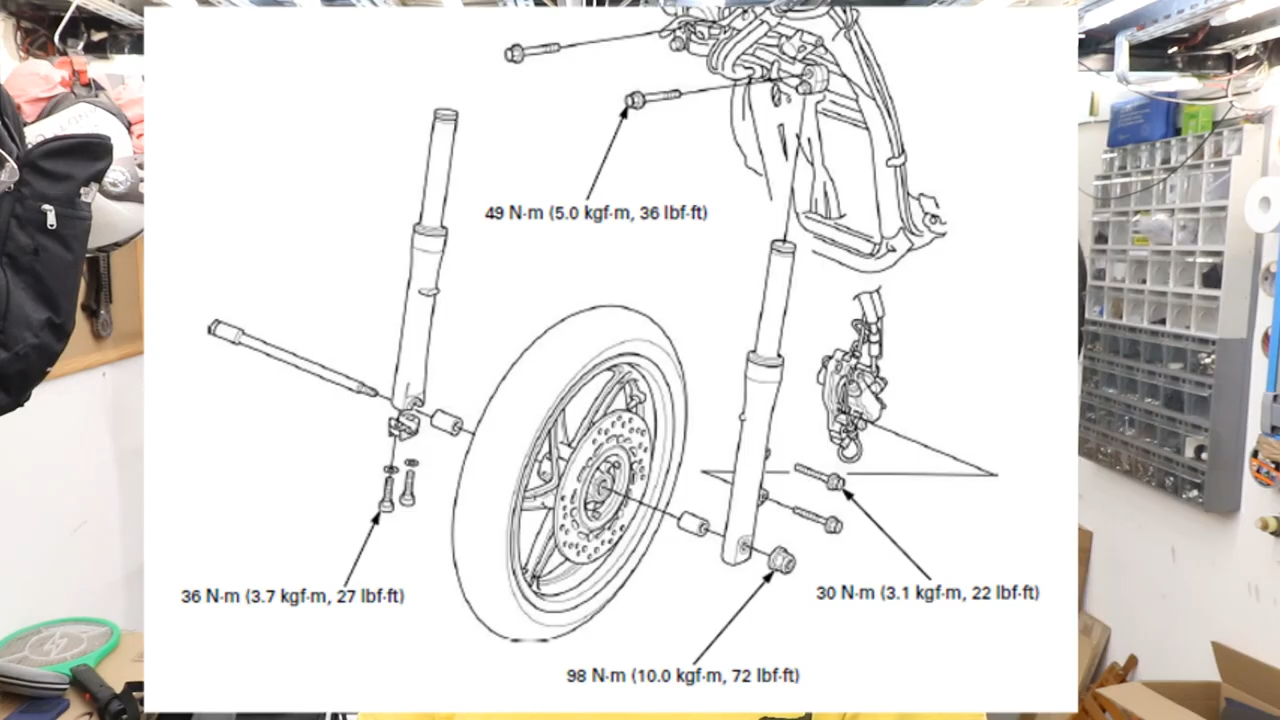 49 N·m (5.0 kgf·m, 36 lbf·ft)
36 N·m (3.7 kgf·m, 27 lbf·ft)
30 N·m (3.1 kgf·m, 22 lbf·ft)
98 N·m (10.0 kgf·m, 72 lbf·ft)